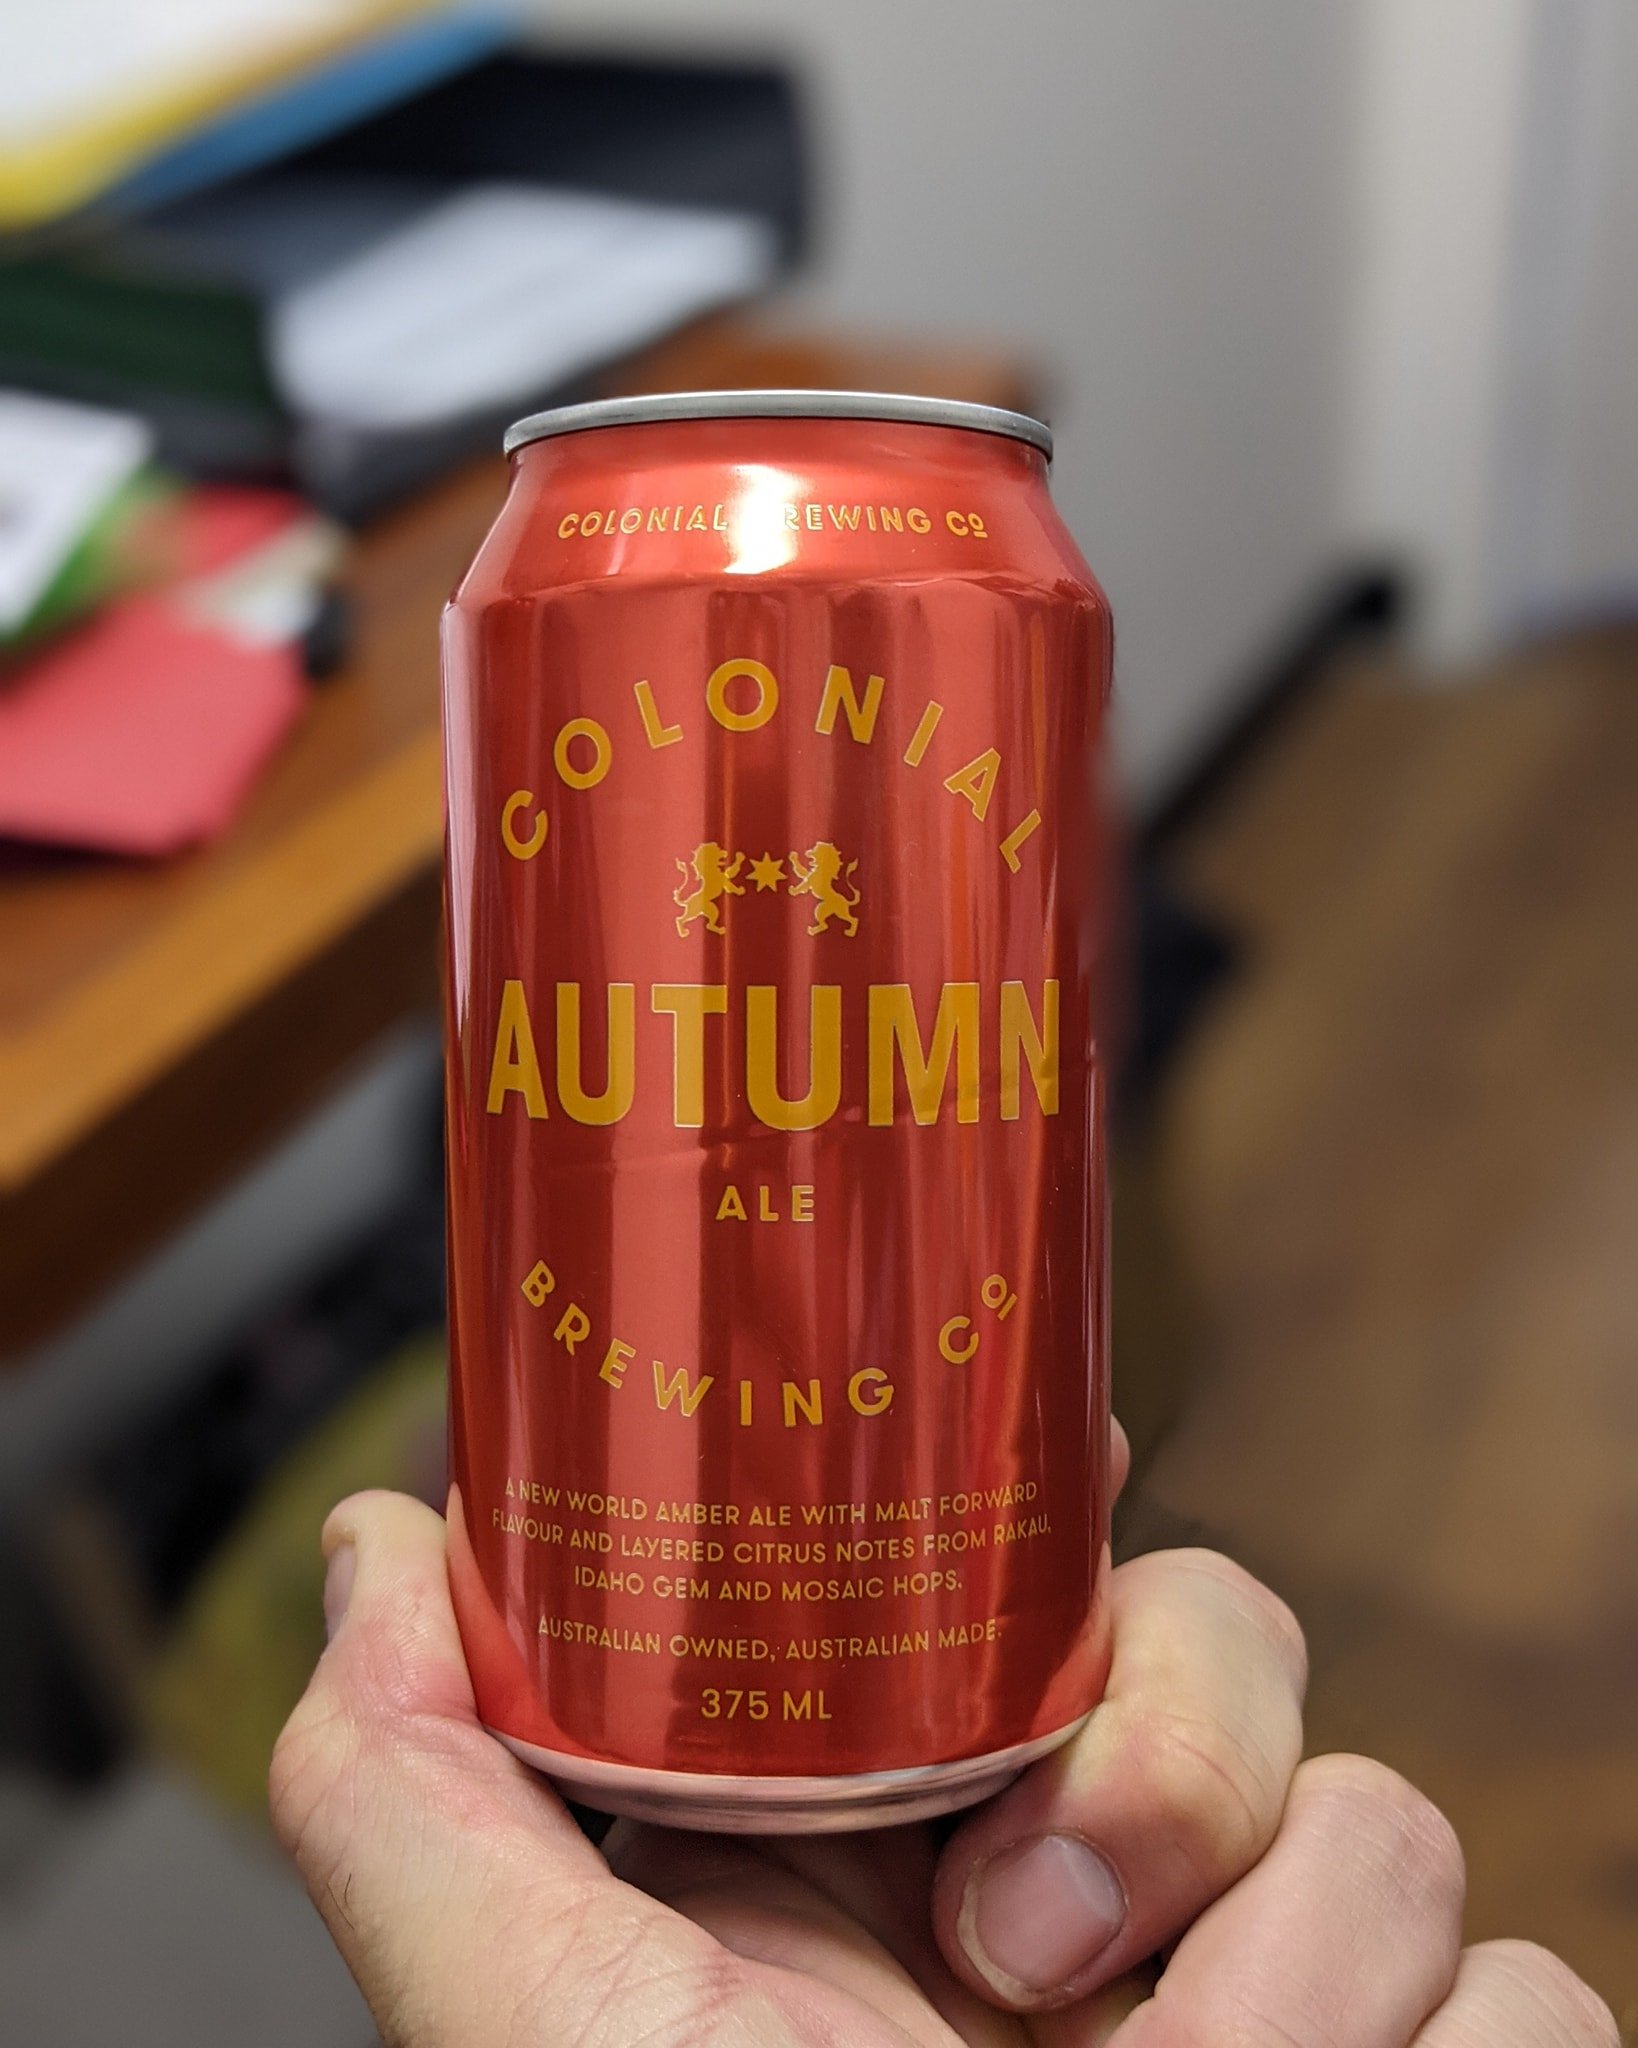 COLONIAL BREWING Cº
COLONIAL
AUTUMN
ALE
BREWING Cº
A NEW WORLD AMBER ALE WITH MALT FORWARD
FLAVOUR AND LAYERED CITRUS NOTES FROM RAKAU,
IDAHO GEM AND MOSAIC HOPS.
AUSTRALIAN OWNED, AUSTRALIAN MADE.
375 ML